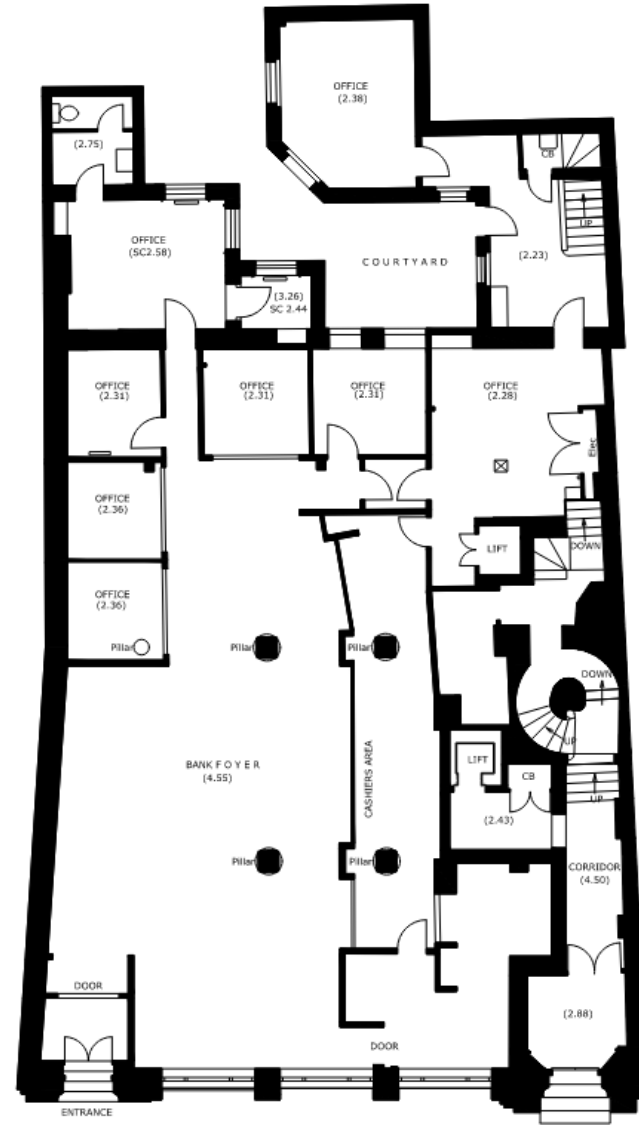 OFFICE
(2.38)
(2.75)
CB
UP
OFFICE
(SC2.58)
COURTYARD
(2.23)
(3.26)
SC 2.44
OFFICE
(2.31)
OFFICE
(2.31)
OFFICE
(2.31)
OFFICE
(2.28)
Elec
OFFICE
(2.36)
DOWN
LIFT
OFFICE
(2.36)
Pillar
Pillar
Pillar
DOWN
UP
BANK FOYER
(4.55)
CASHIERS AREA
LIFT
CB
UP
(2.43)
Pillar
Pillar
CORRIDOR
(4.50)
DOOR
(2.88)
DOOR
ENTRANCE